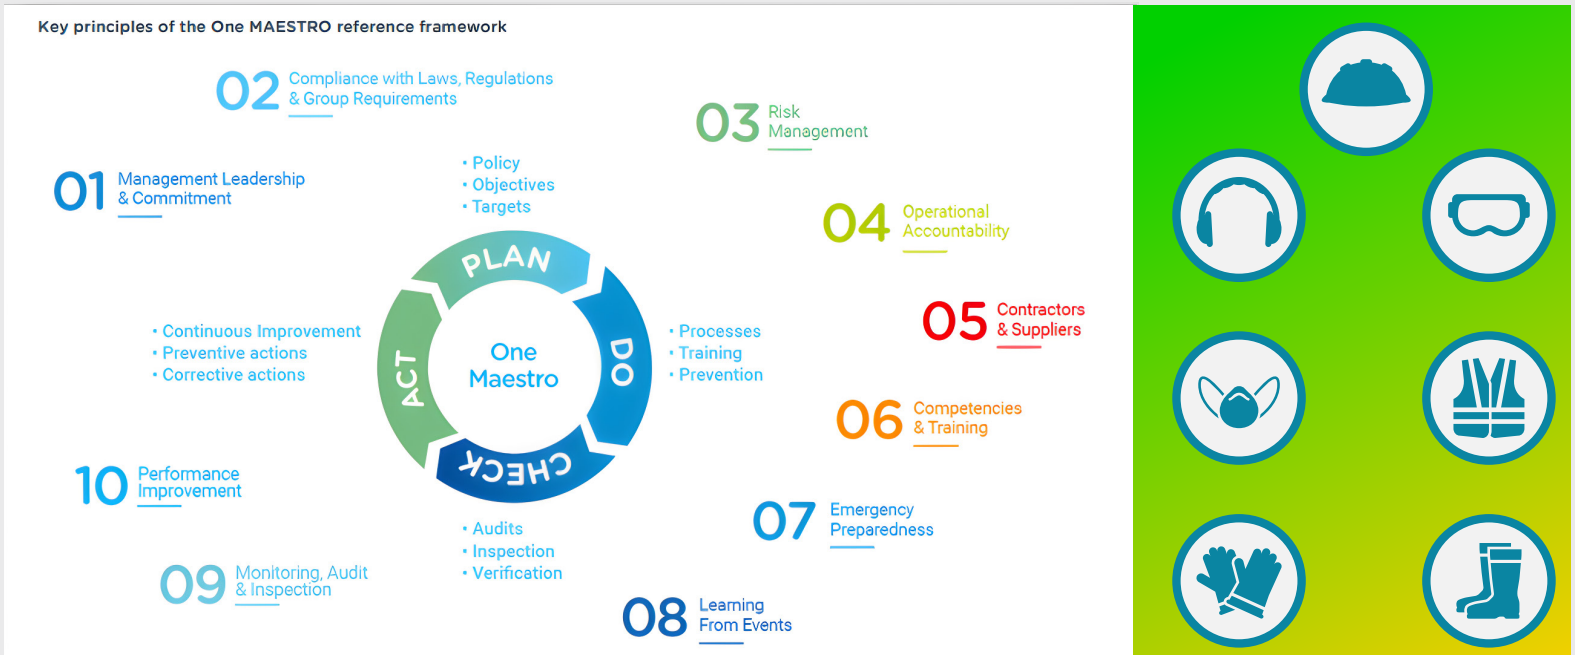 Key principles of the One MAESTRO reference framework
02 Compliance with Laws, Regulations
& Group Requirements
03 Risk
Management
01 Management Leadership
& Commitment
• Policy
• Objectives
• Targets
04 Operational
Accountability
PLAN
DO
CHECK
ACT
One
Maestro
• Continuous Improvement
• Preventive actions
• Corrective actions
• Processes
• Training
• Prevention
05 Contractors
& Suppliers
06 Competencies
& Training
10 Performance
Improvement
07 Emergency
Preparedness
• Audits
• Inspection
• Verification
09 Monitoring, Audit
& Inspection
08 Learning
From Events